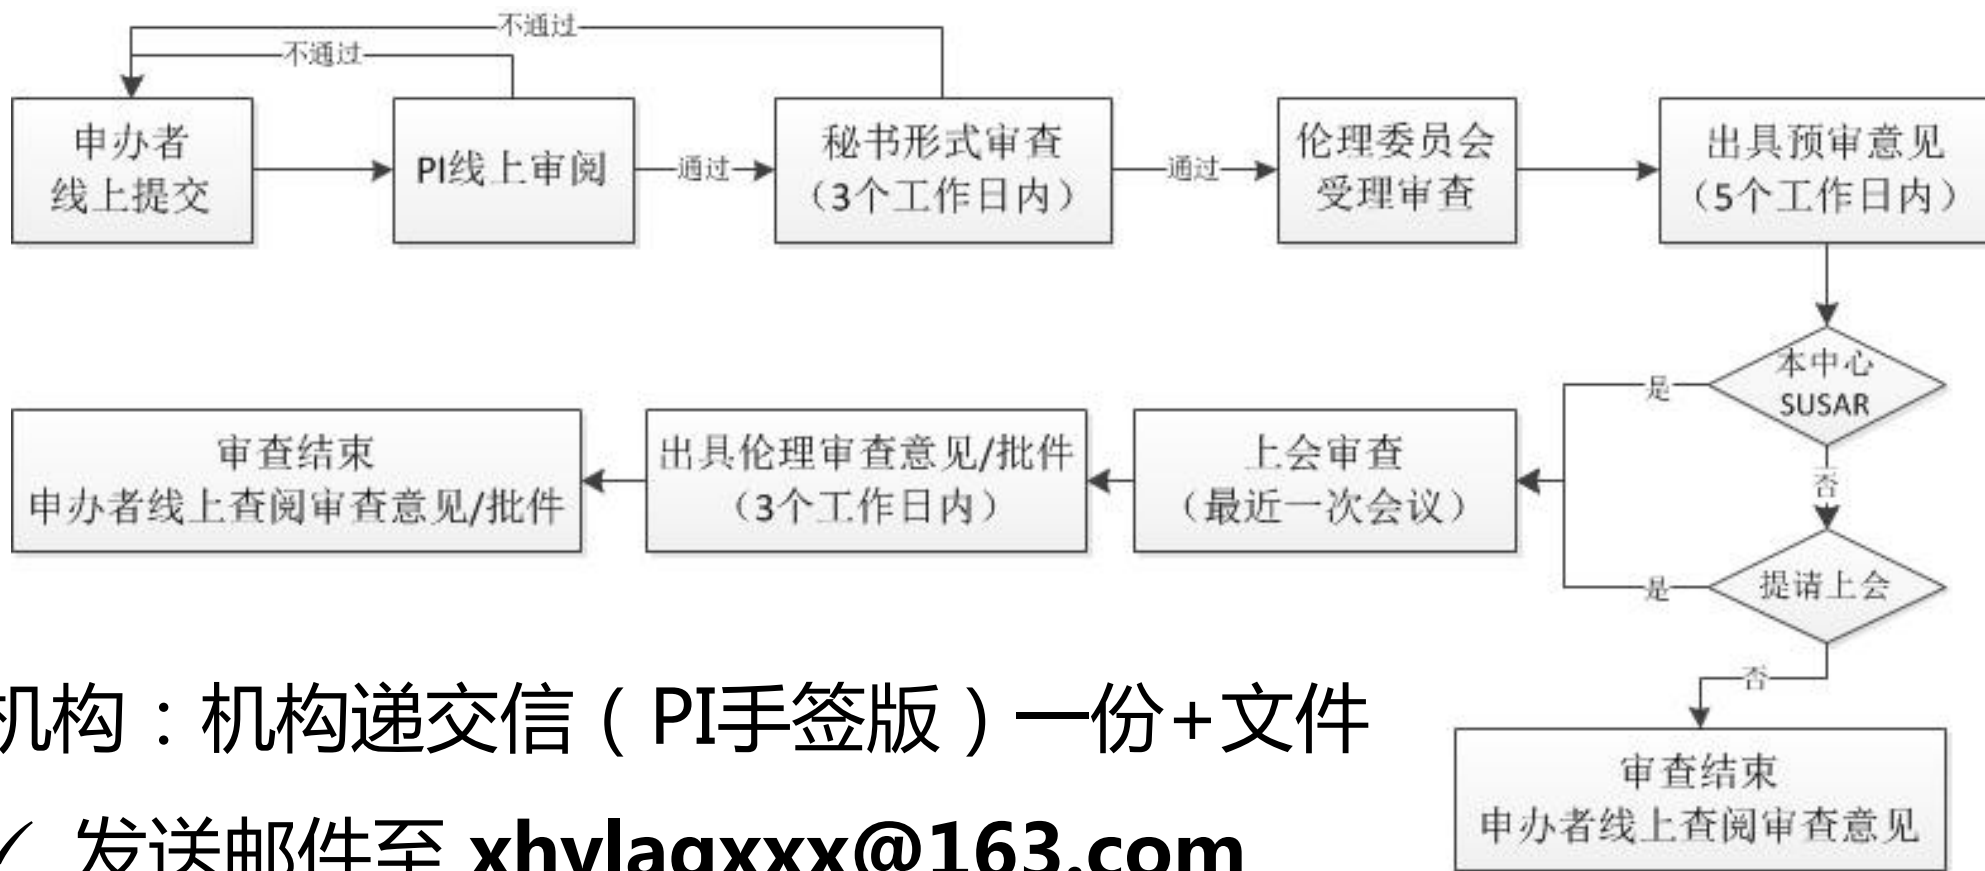 不通过
不通过
申办者
线上提交
PI线上审阅
通过
秘书形式审查
（3个工作日内）
通过
伦理委员会
受理审查
出具预审意见
（5个工作日内）
本中心
SUSAR
是
否
提请上会
是
否
上会审查
（最近一次会议）
出具伦理审查意见/批件
（3个工作日内）
审查结束
申办者线上查阅审查意见/批件
审查结束
申办者线上查阅审查意见
机构：机构递交信（PI手签版）一份+文件
✓ 发送邮件至 xhylagxxx@163.com